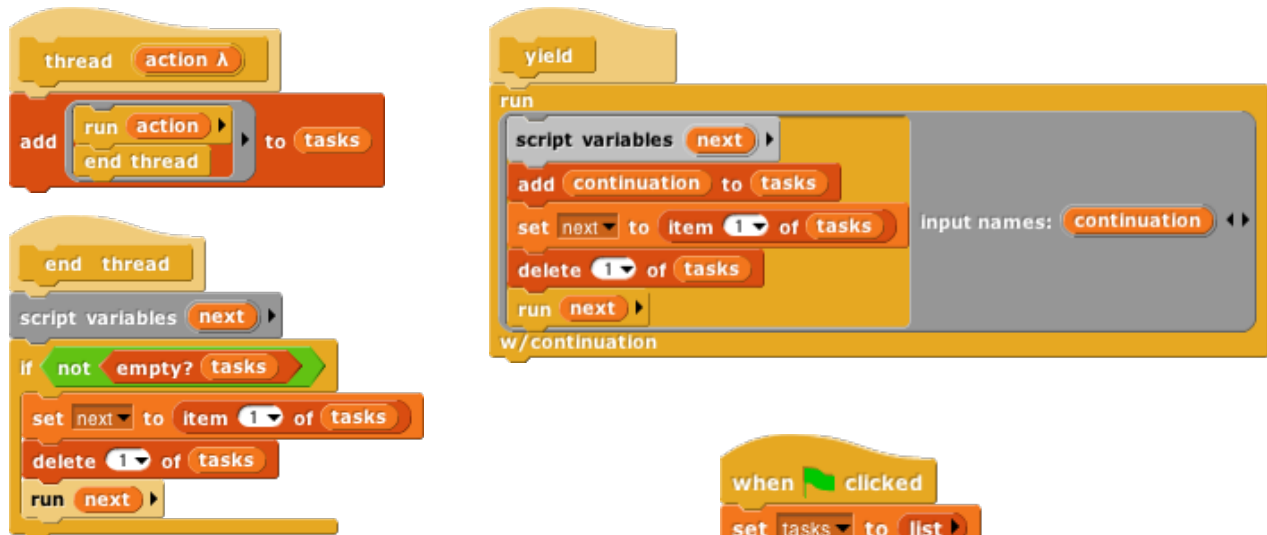 thread action λ
add run action to tasks
end thread
end thread
script variables next
if not empty? tasks
set next to item 1 of tasks
delete 1 of tasks
run next
yield
run
script variables next
add continuation to tasks
set next to item 1 of tasks
delete 1 of tasks
run next
input names: continuation
w/continuation
when clicked
set tasks to list